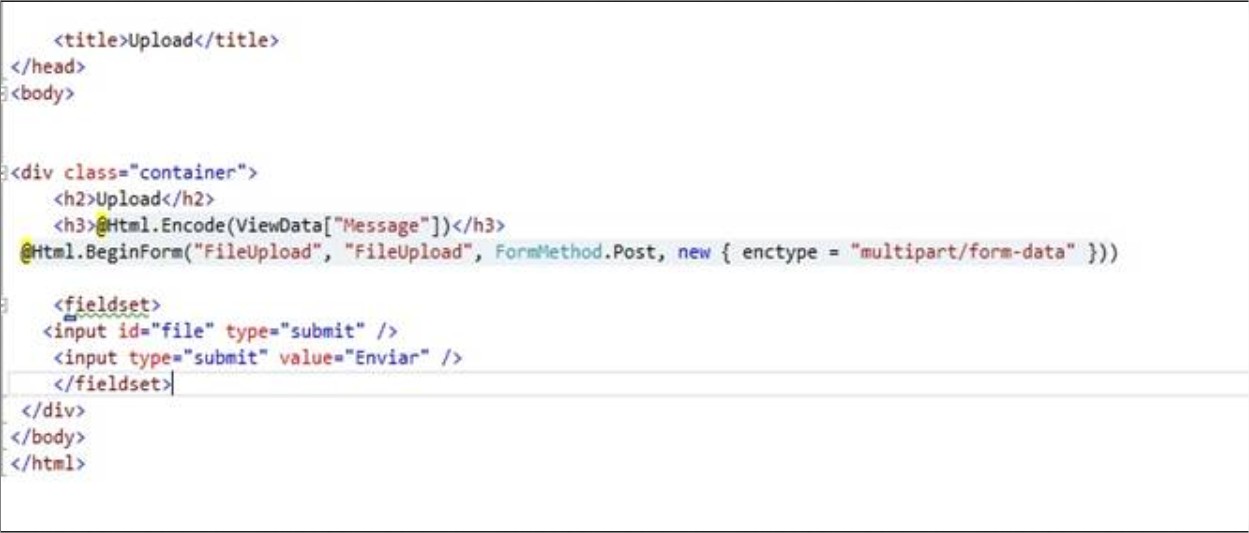 <title>Upload</title>
</head>
<body>
<div class="container">
<h2>Upload</h2>
<h3>@Html.Encode(ViewData["Message"])</h3>
@Html.BeginForm("FileUpload", "FileUpload", FormMethod.Post, new { enctype = "multipart/form-data" }))
<fieldset>
<input id="file" type="submit" />
<input type="submit" value="Enviar" />
</fieldset>
</div>
</body>
</html>